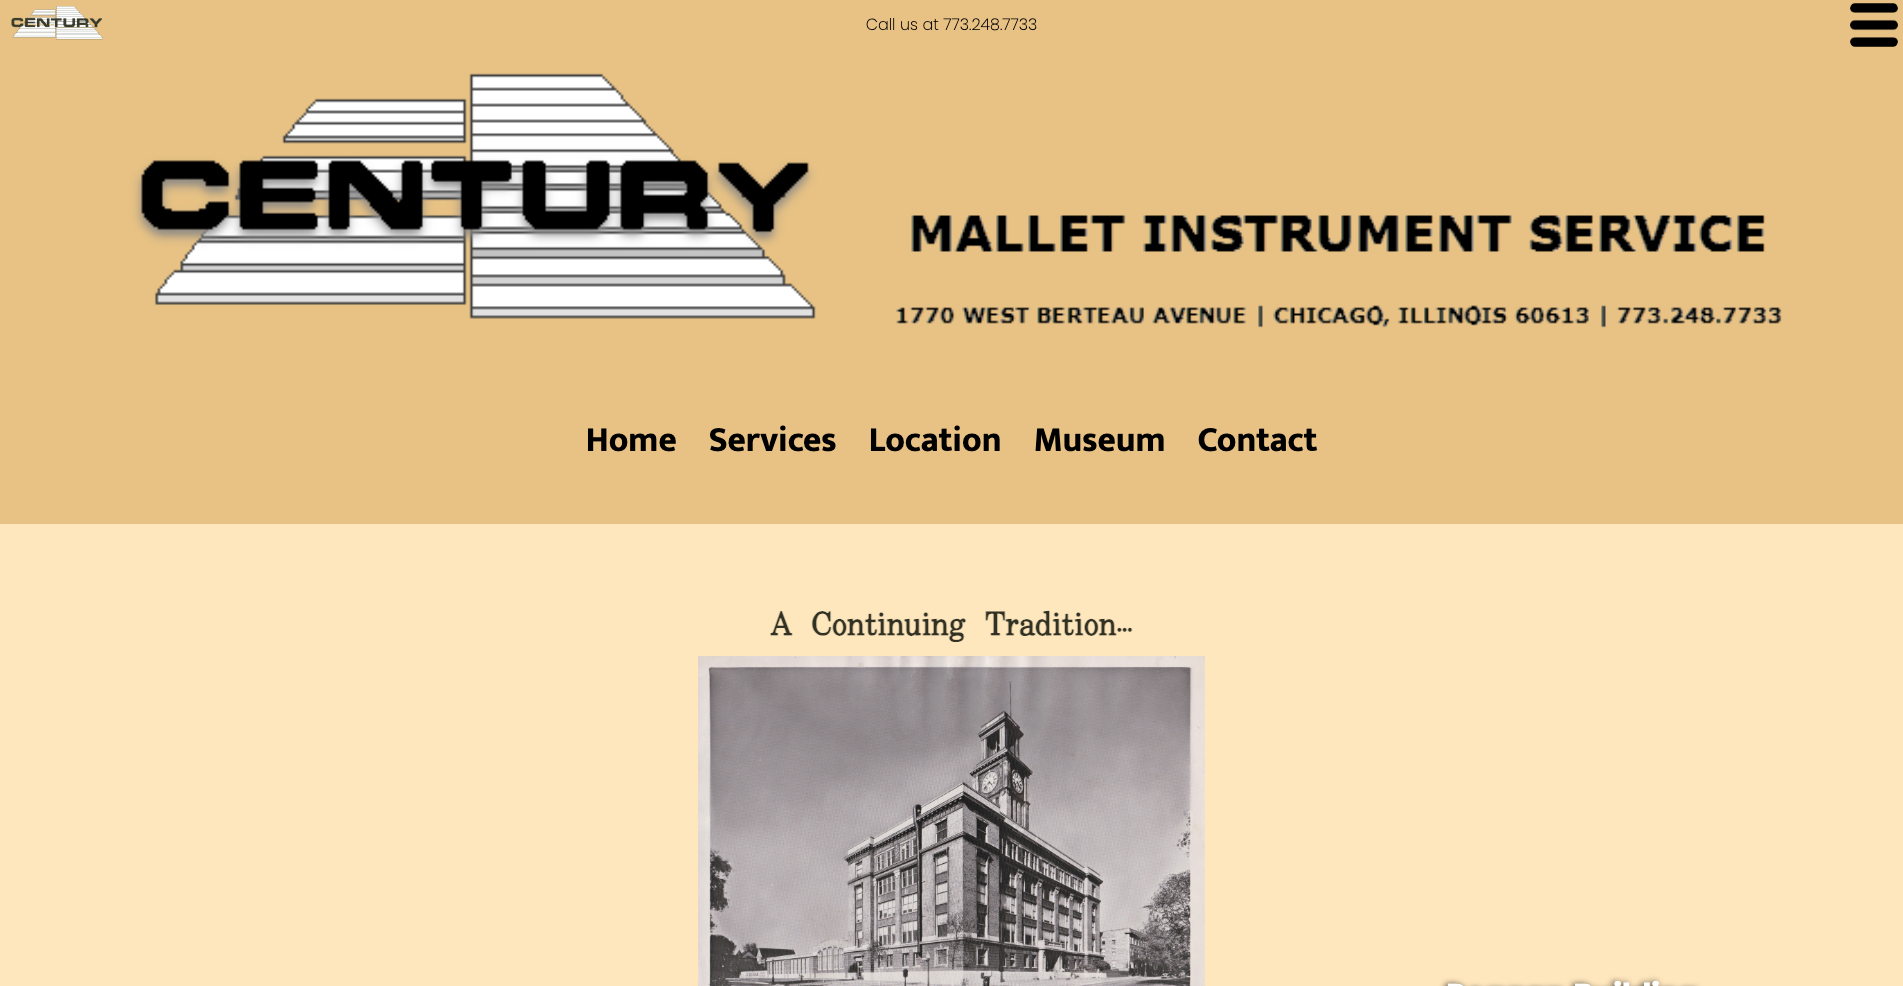 CENTURY
Call us at 773.248.7733
CENTURY
MALLET INSTRUMENT SERVICE
1770 WEST BERTEAU AVENUE | CHICAGO, ILLINOIS 60613 | 773.248.7733
Home Services Location Museum Contact
A Continuing Tradition...